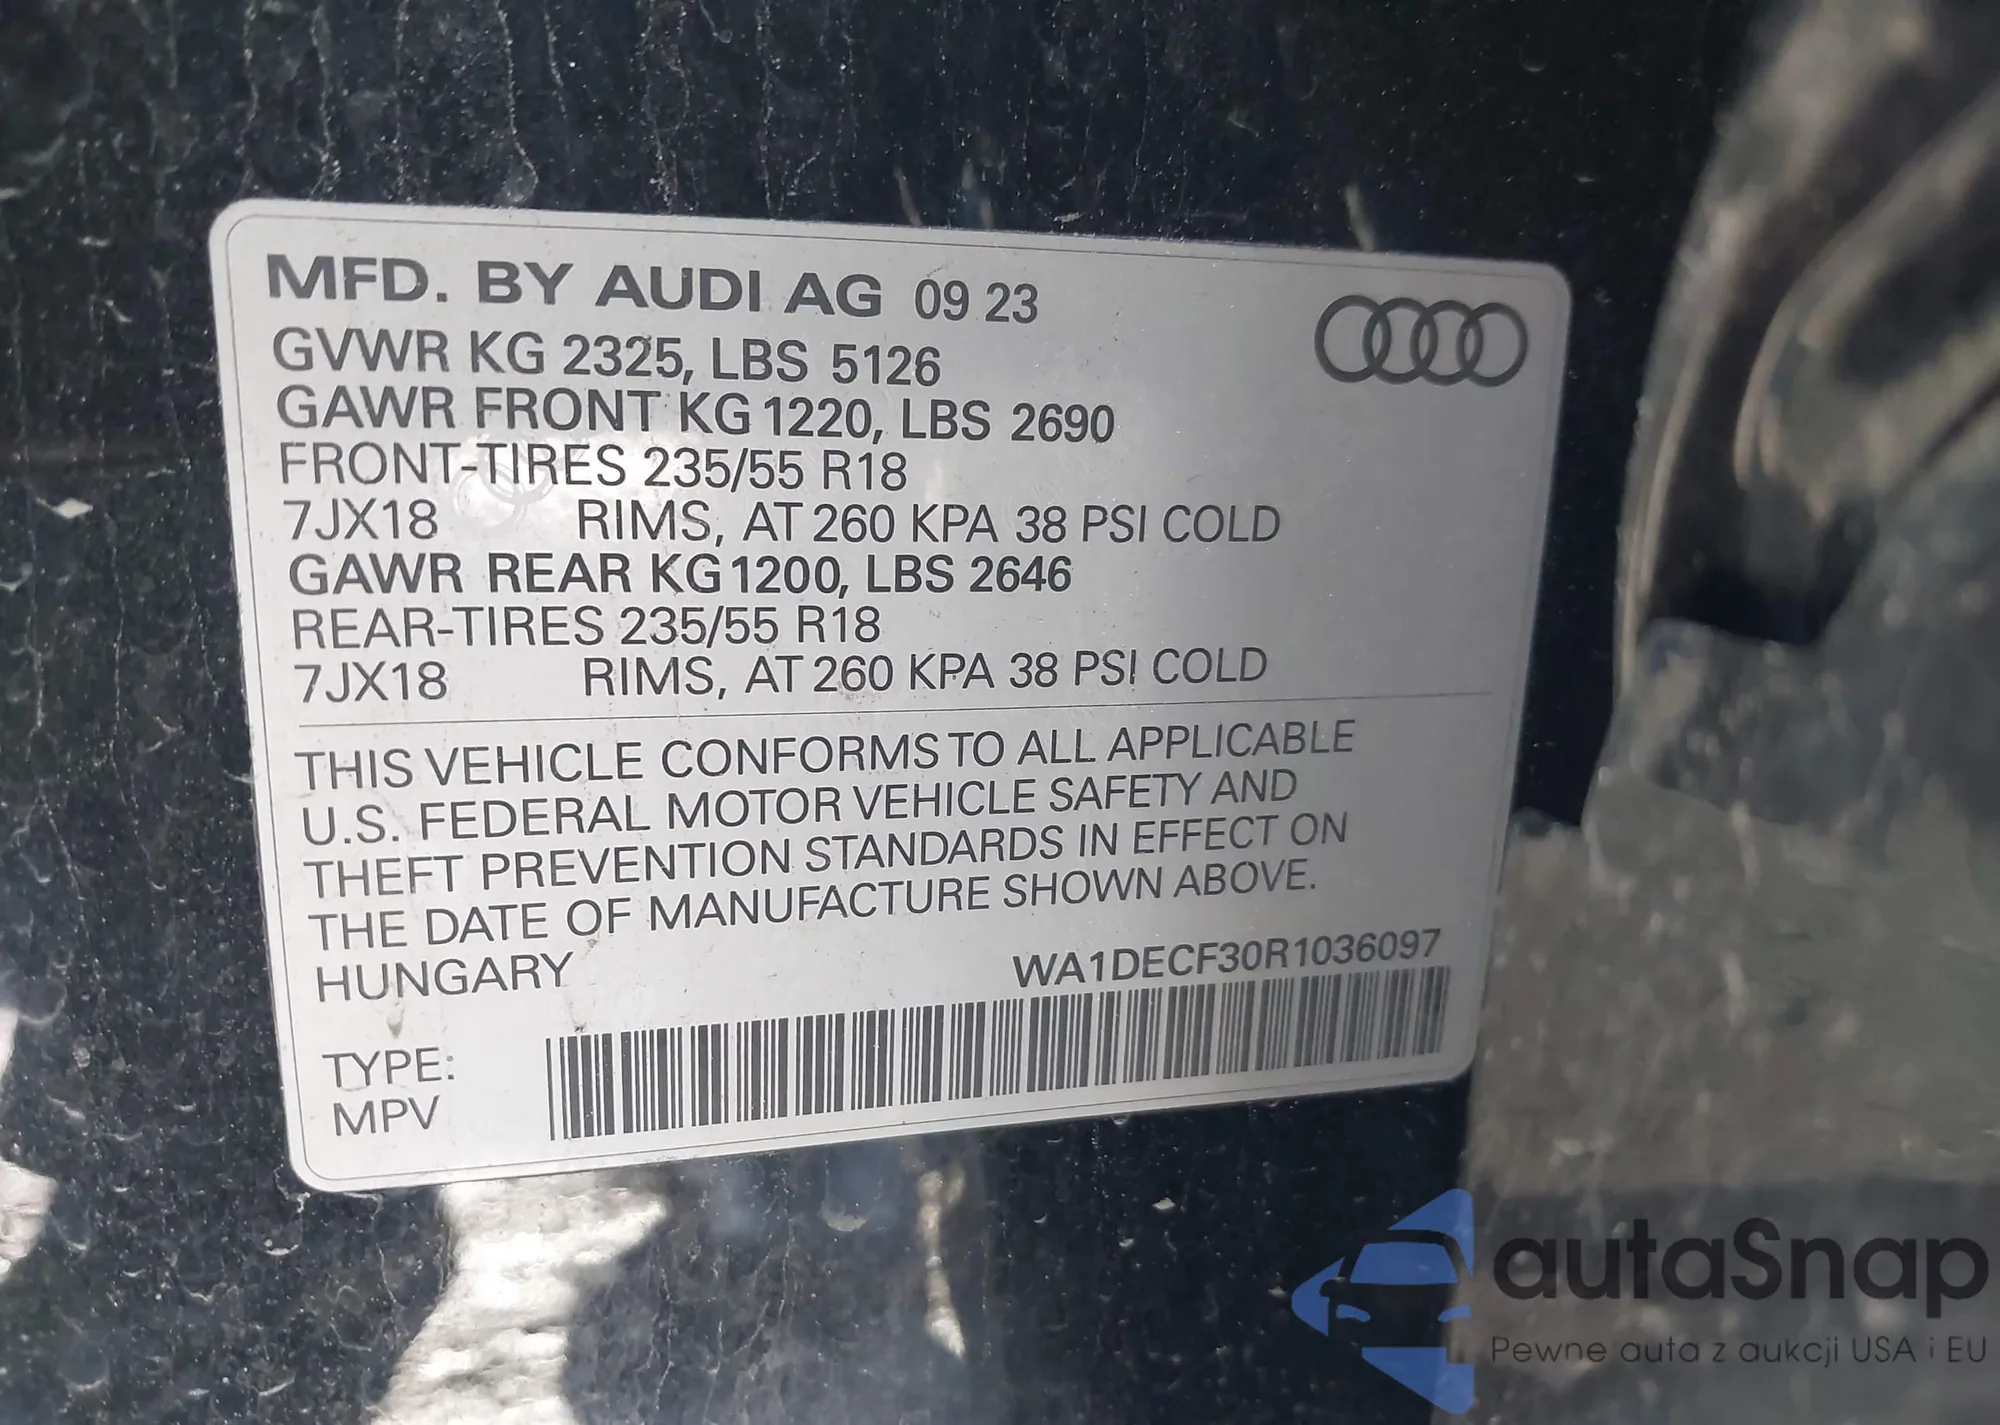 MFD. BY AUDI AG 09 23
GVWR KG 2325, LBS 5126
GAWR FRONT KG 1220, LBS 2690
FRONT-TIRES 235/55 R18
7JX18 RIMS, AT 260 KPA 38 PSI COLD
GAWR REAR KG 1200, LBS 2646
REAR-TIRES 235/55 R18
7JX18 RIMS, AT 260 KPA 38 PSI COLD
THIS VEHICLE CONFORMS TO ALL APPLICABLE
U.S. FEDERAL MOTOR VEHICLE SAFETY AND
THEFT PREVENTION STANDARDS IN EFFECT ON
THE DATE OF MANUFACTURE SHOWN ABOVE.
HUNGARY WA1DECF30R1036097
TYPE:
MPV
autaSnap
Pewne auta z aukcji USA i EU